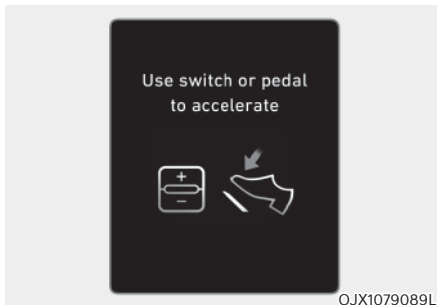 Use switch or pedal
to accelerate
+
−
OJX1079089L